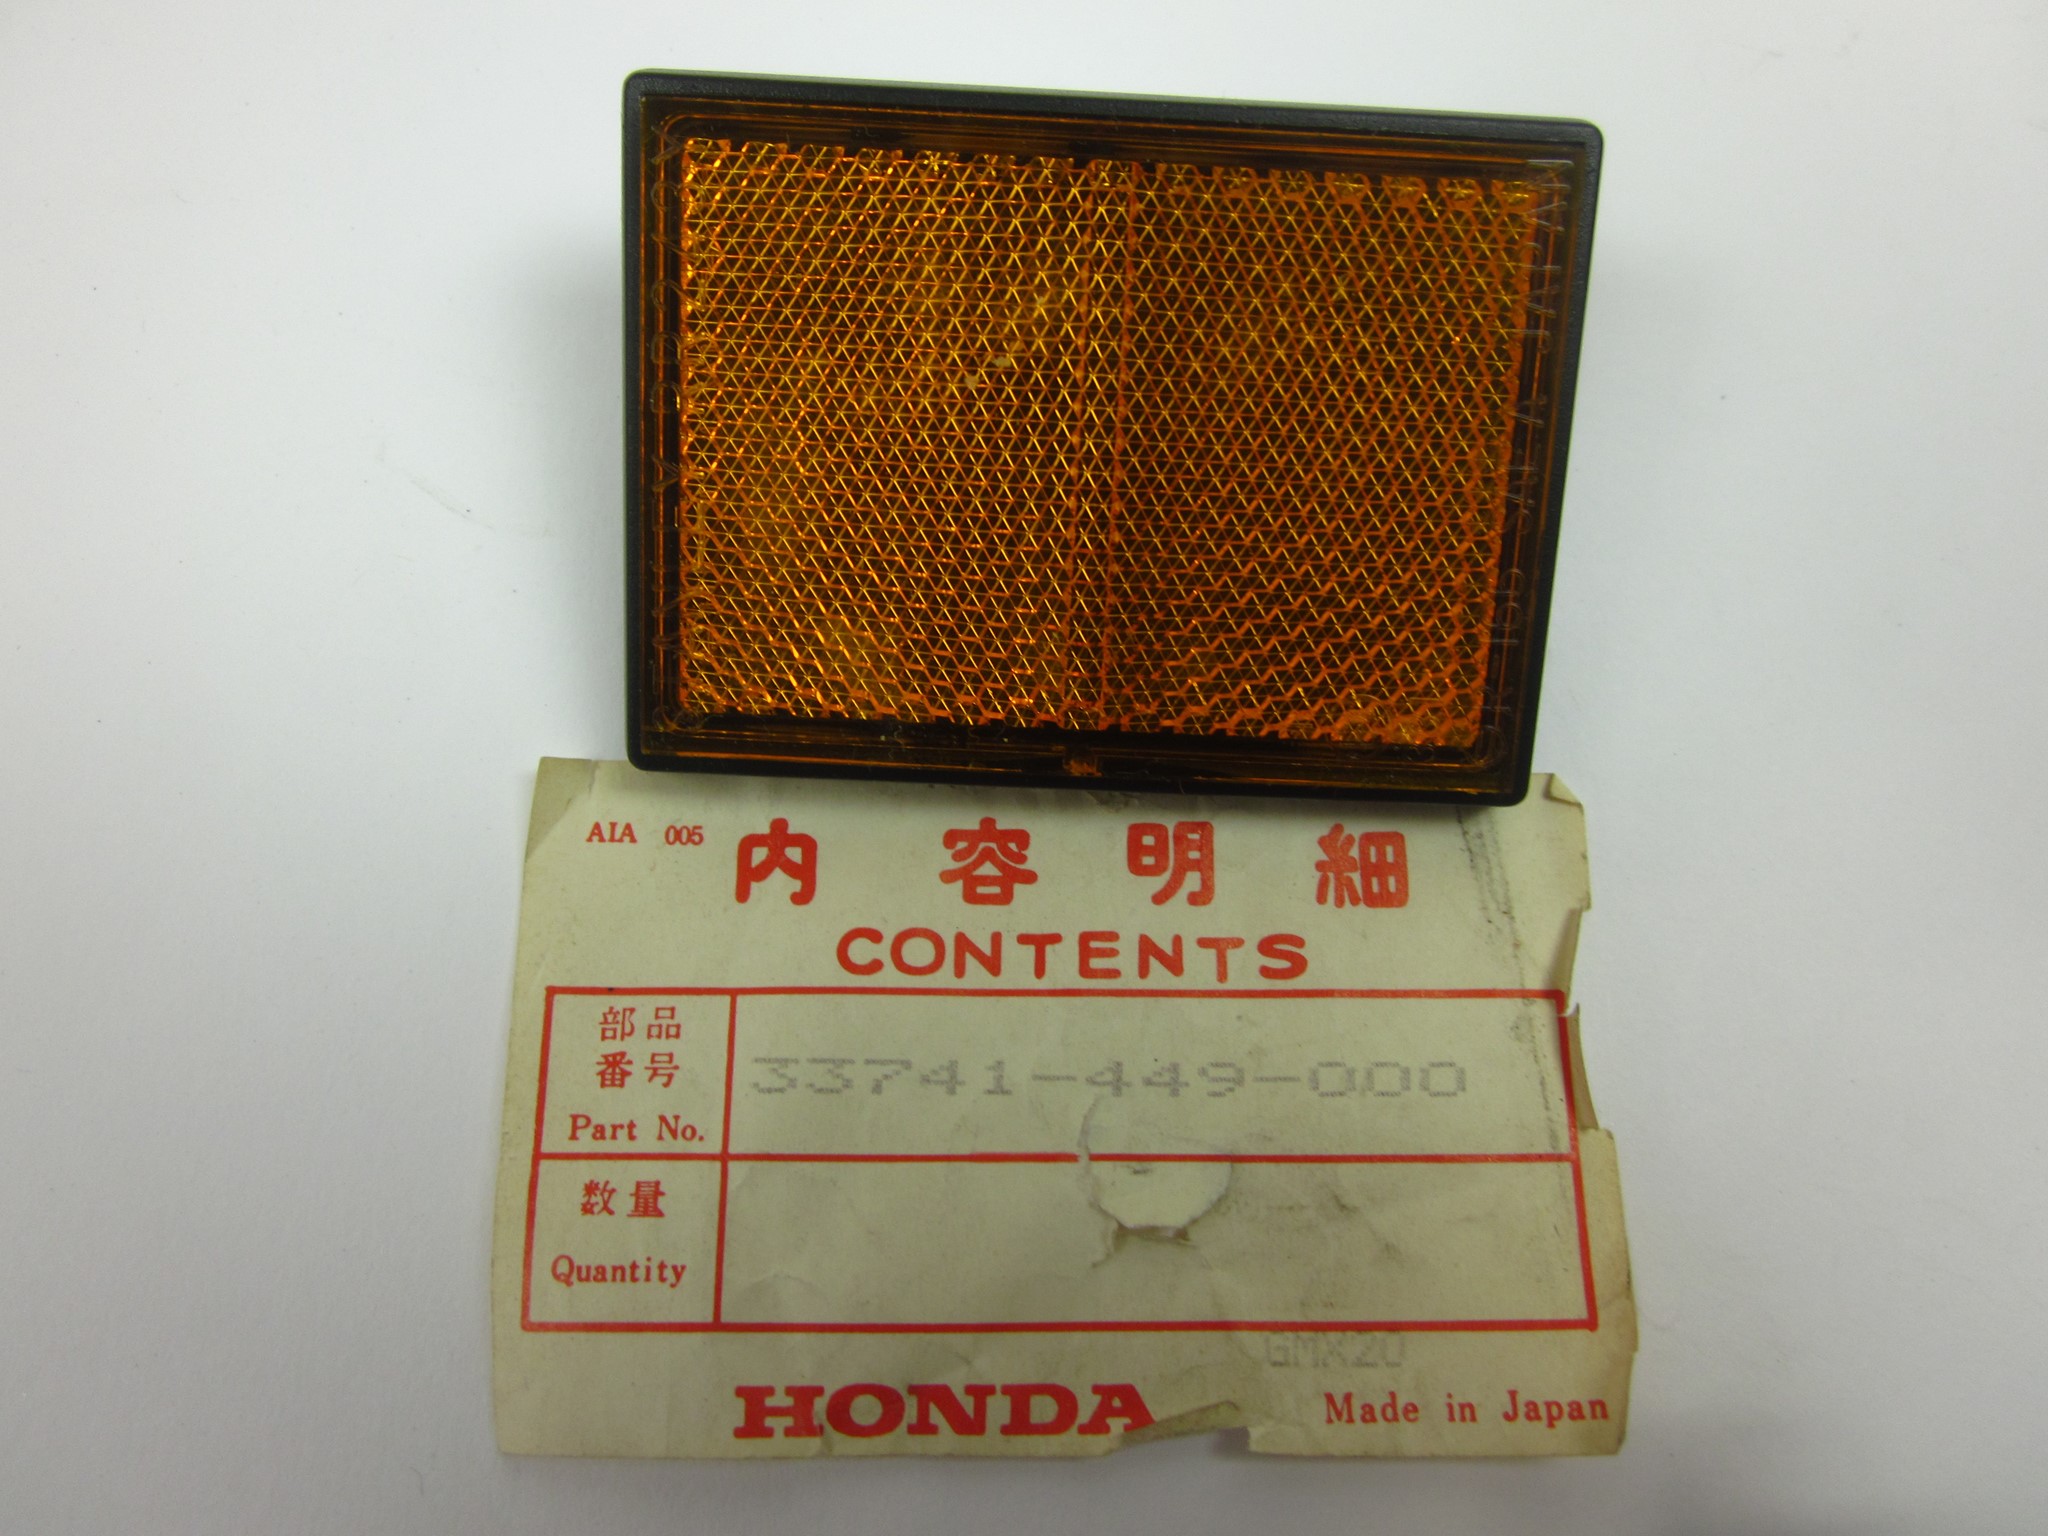 AIA 005 内容明細
CONTENTS
部品
番号
Part No.
33741-449-000
数量
Quantity
GMX20
HONDA
Made in Japan